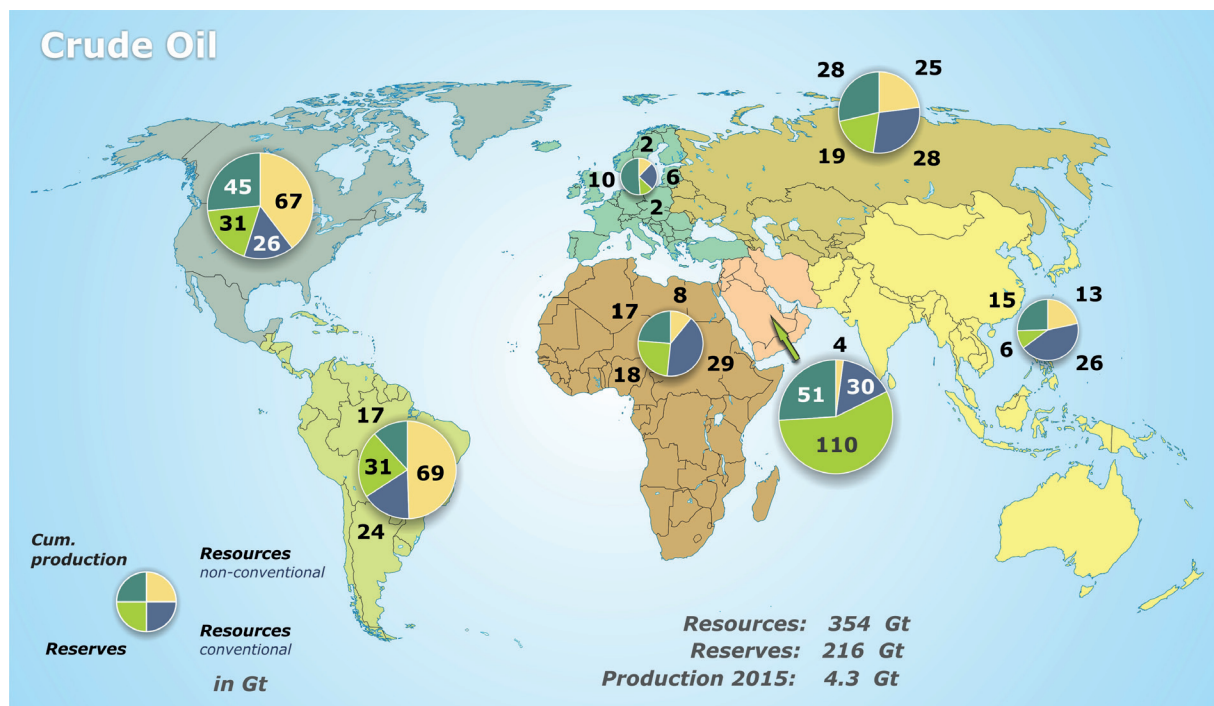 Crude Oil
28 25
19 28
2
10 6
2
45 67
31 26
17 8
18 29
15 13
6 26
4
51 30
110
17
31 69
24
Cum.
production
Resources
non-conventional
Reserves
Resources
conventional
in Gt
Resources: 354 Gt
Reserves: 216 Gt
Production 2015: 4.3 Gt